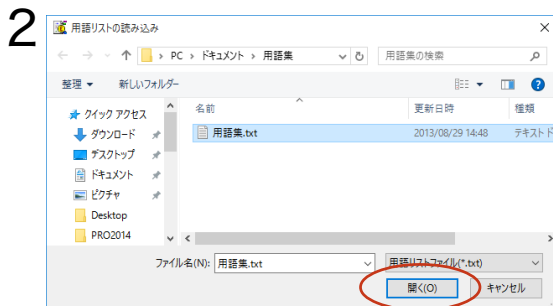 2
用語リストの読み込み
PC › ドキュメント › 用語集
用語集の検索
整理 新しいフォルダー
名前 更新日時 種類
クイック アクセス
用語集.txt 2013/08/29 14:48 テキスト ド
ダウンロード
デスクトップ
ドキュメント
ピクチャ
Desktop
PRO2014
ファイル名(N): 用語集.txt 用語リストファイル(*.txt)
開く(O) キャンセル